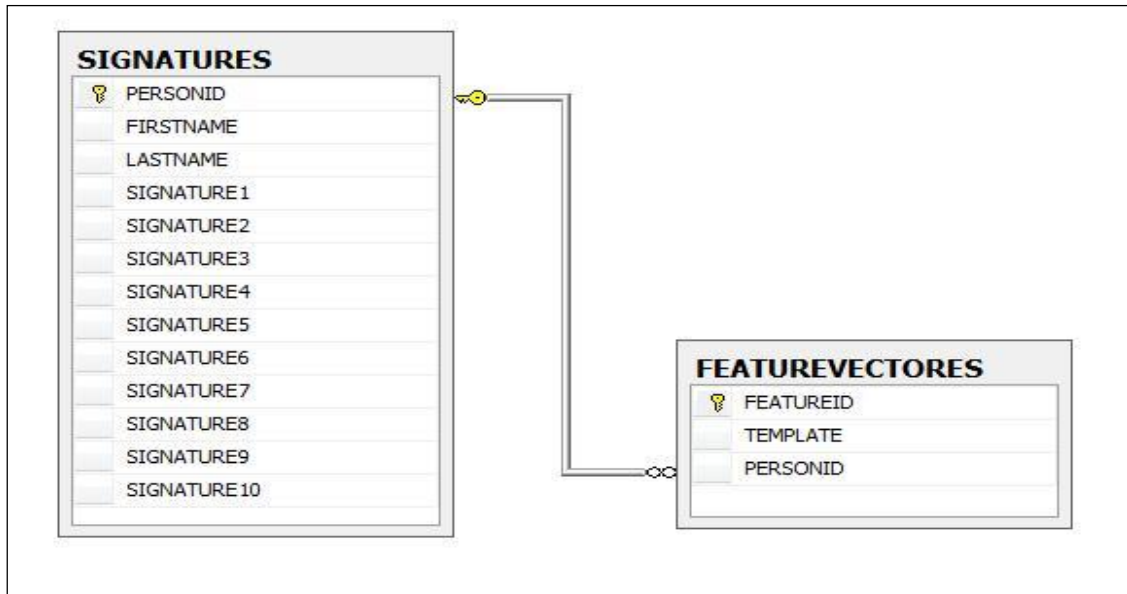 SIGNATURES
PERSONID
FIRSTNAME
LASTNAME
SIGNATURE1
SIGNATURE2
SIGNATURE3
SIGNATURE4
SIGNATURE5
SIGNATURE6
SIGNATURE7
SIGNATURE8
SIGNATURE9
SIGNATURE10
FEATUREVECTORES
FEATUREID
TEMPLATE
PERSONID